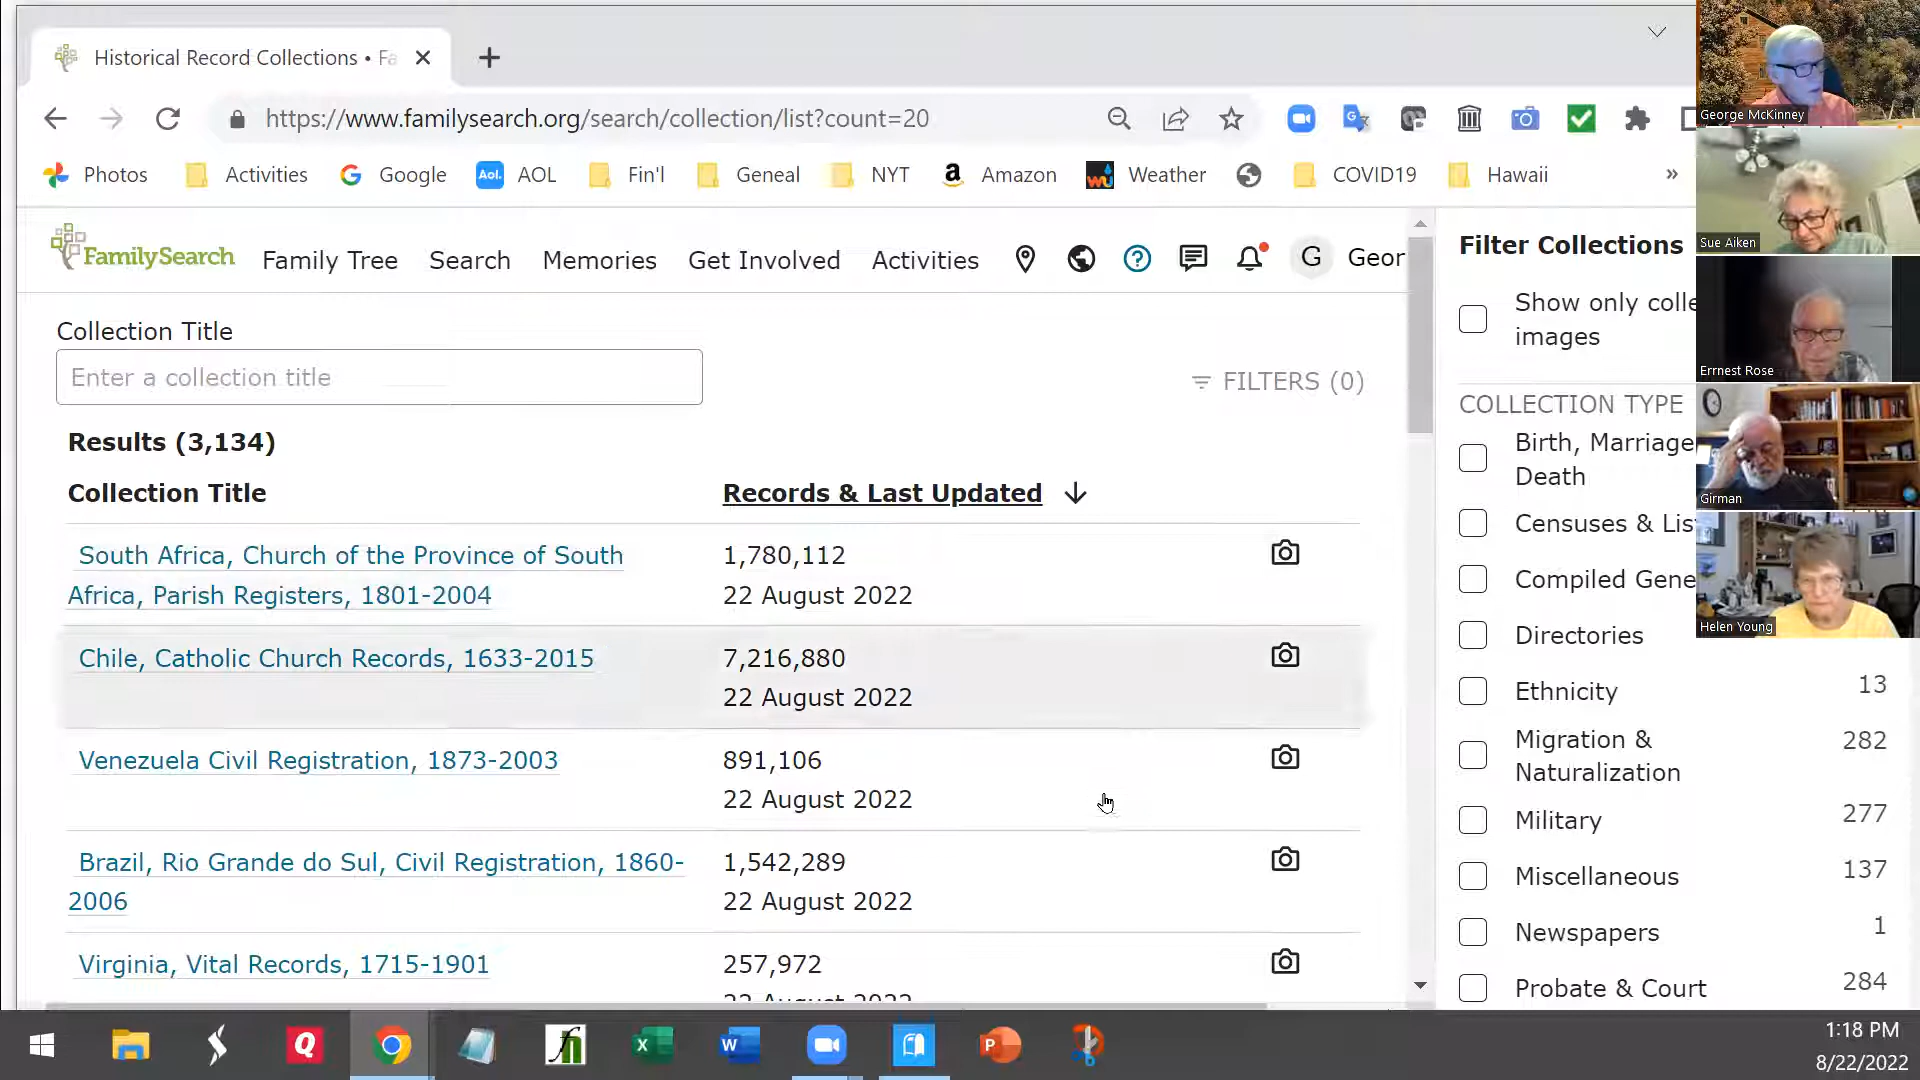 Historical Record Collections • Fa
https://www.familysearch.org/search/collection/list?count=20
Photos
Activities
Google
Aol.
AOL
Fin'l
Geneal
NYT
Amazon
Weather
COVID19
Hawaii
»
FamilySearch
Family Tree
Search
Memories
Get Involved
Activities
G
Geor
Collection Title
Enter a collection title
FILTERS (0)
Results (3,134)
Collection Title
Records & Last Updated
South Africa, Church of the Province of South
Africa, Parish Registers, 1801-2004
1,780,112
22 August 2022
Chile, Catholic Church Records, 1633-2015
7,216,880
22 August 2022
Venezuela Civil Registration, 1873-2003
891,106
22 August 2022
Brazil, Rio Grande do Sul, Civil Registration, 1860-
2006
1,542,289
22 August 2022
Virginia, Vital Records, 1715-1901
257,972
22 August 2022
Filter Collections
Show only colle
images
COLLECTION TYPE
Birth, Marriage
Death
Censuses & Lis
Compiled Gene
Directories
Ethnicity
13
Migration &
Naturalization
282
Military
277
Miscellaneous
137
Newspapers
1
Probate & Court
284
George McKinney
Sue Aiken
Errnest Rose
Girman
Helen Young
1:18 PM
8/22/2022